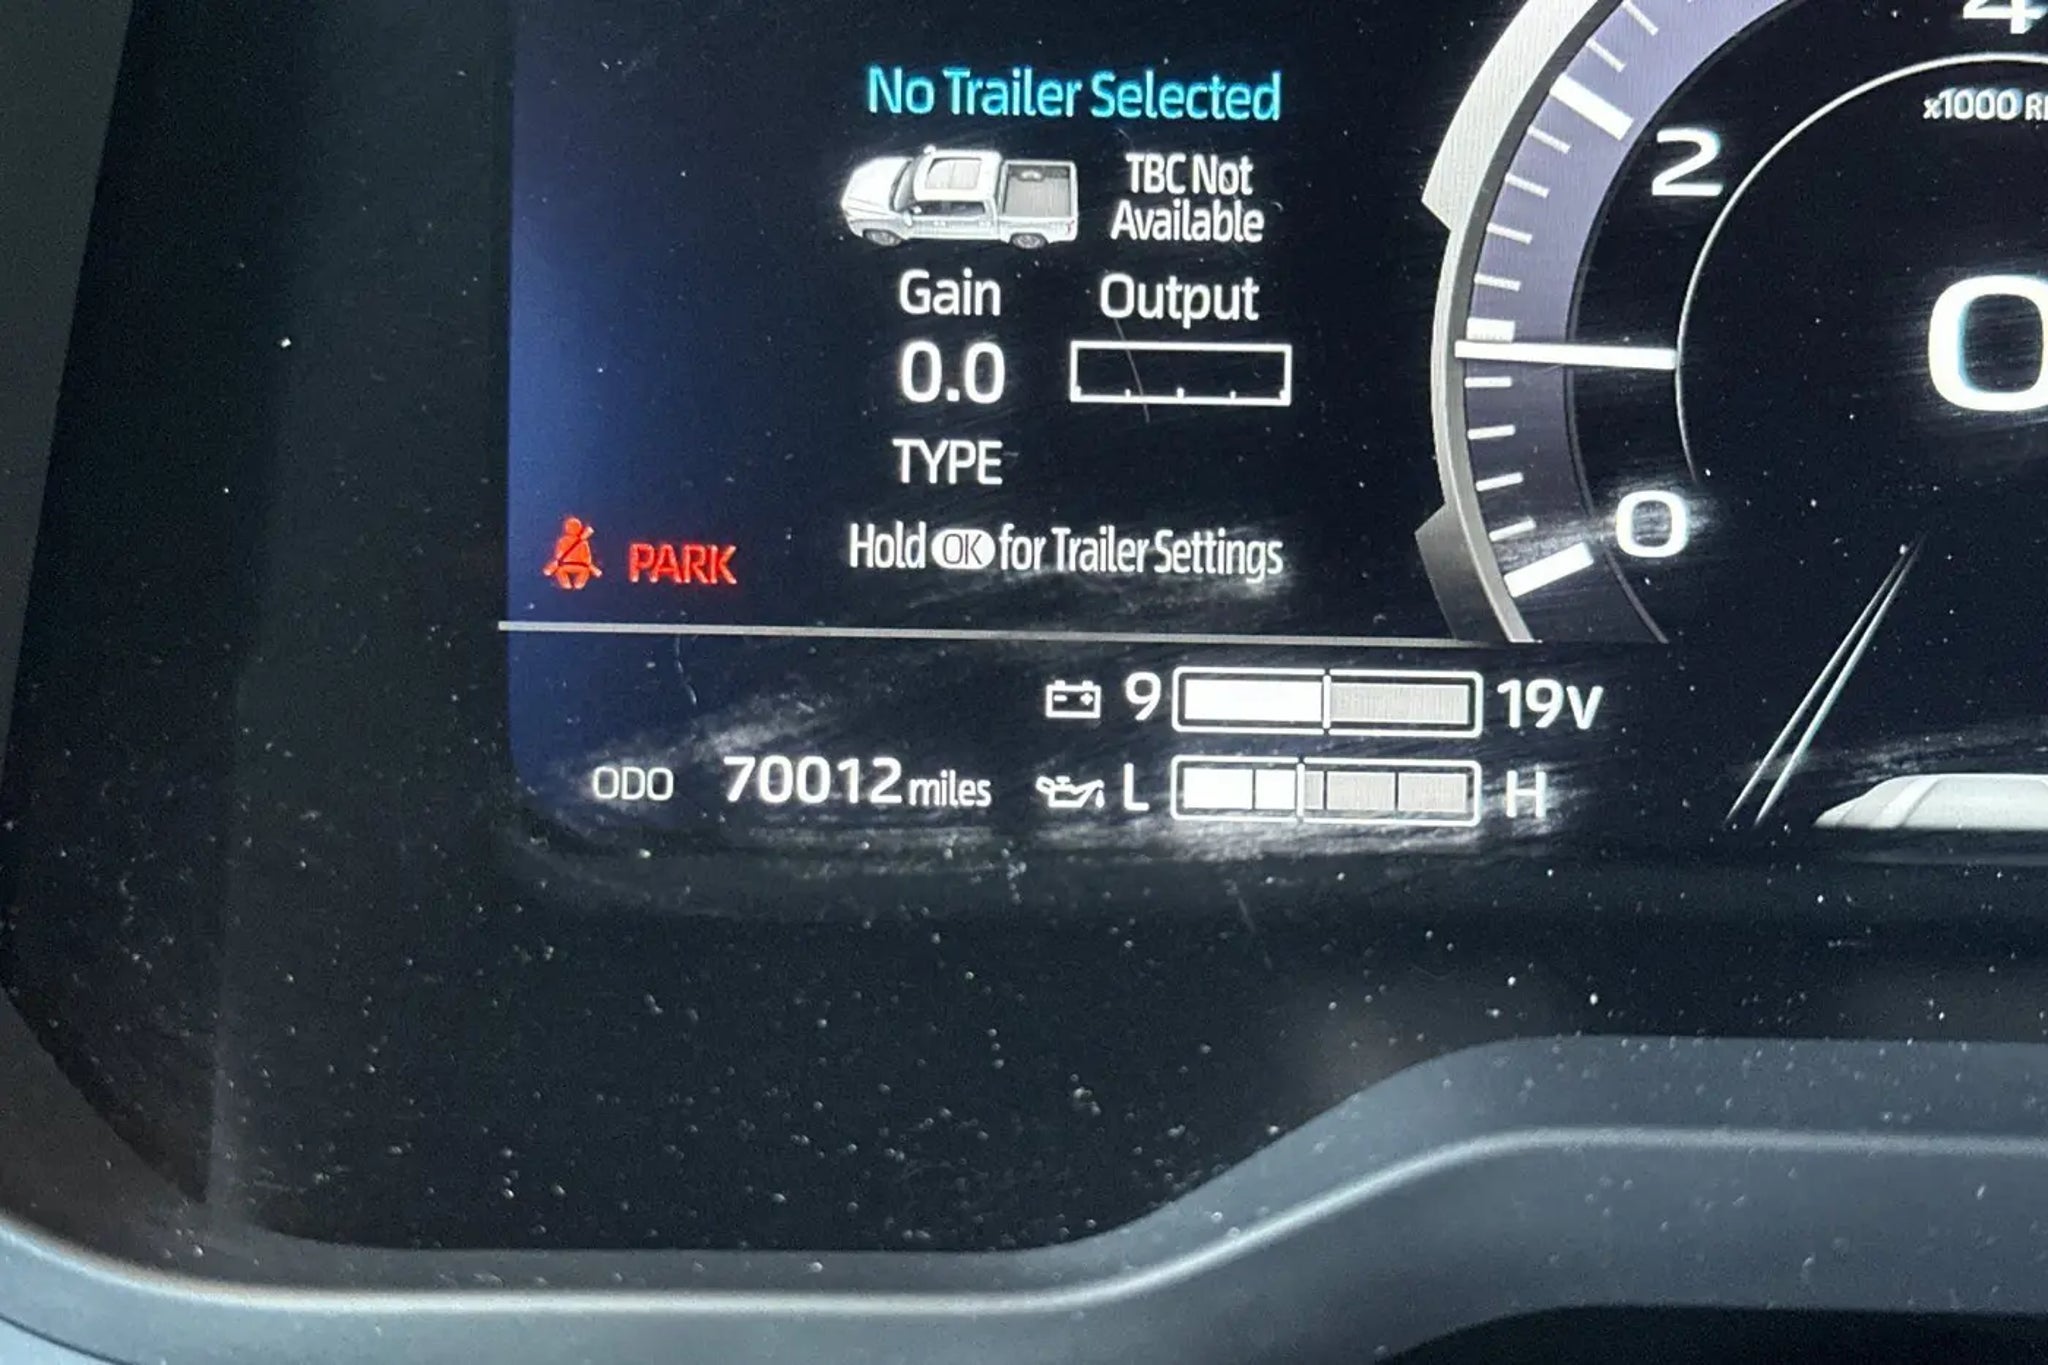 No Trailer Selected
TBC Not
Available
Gain Output
0.0
TYPE
PARK
Hold OK for Trailer Settings
9 19V
ODO 70012 miles L H
4
x1000
2
0
0